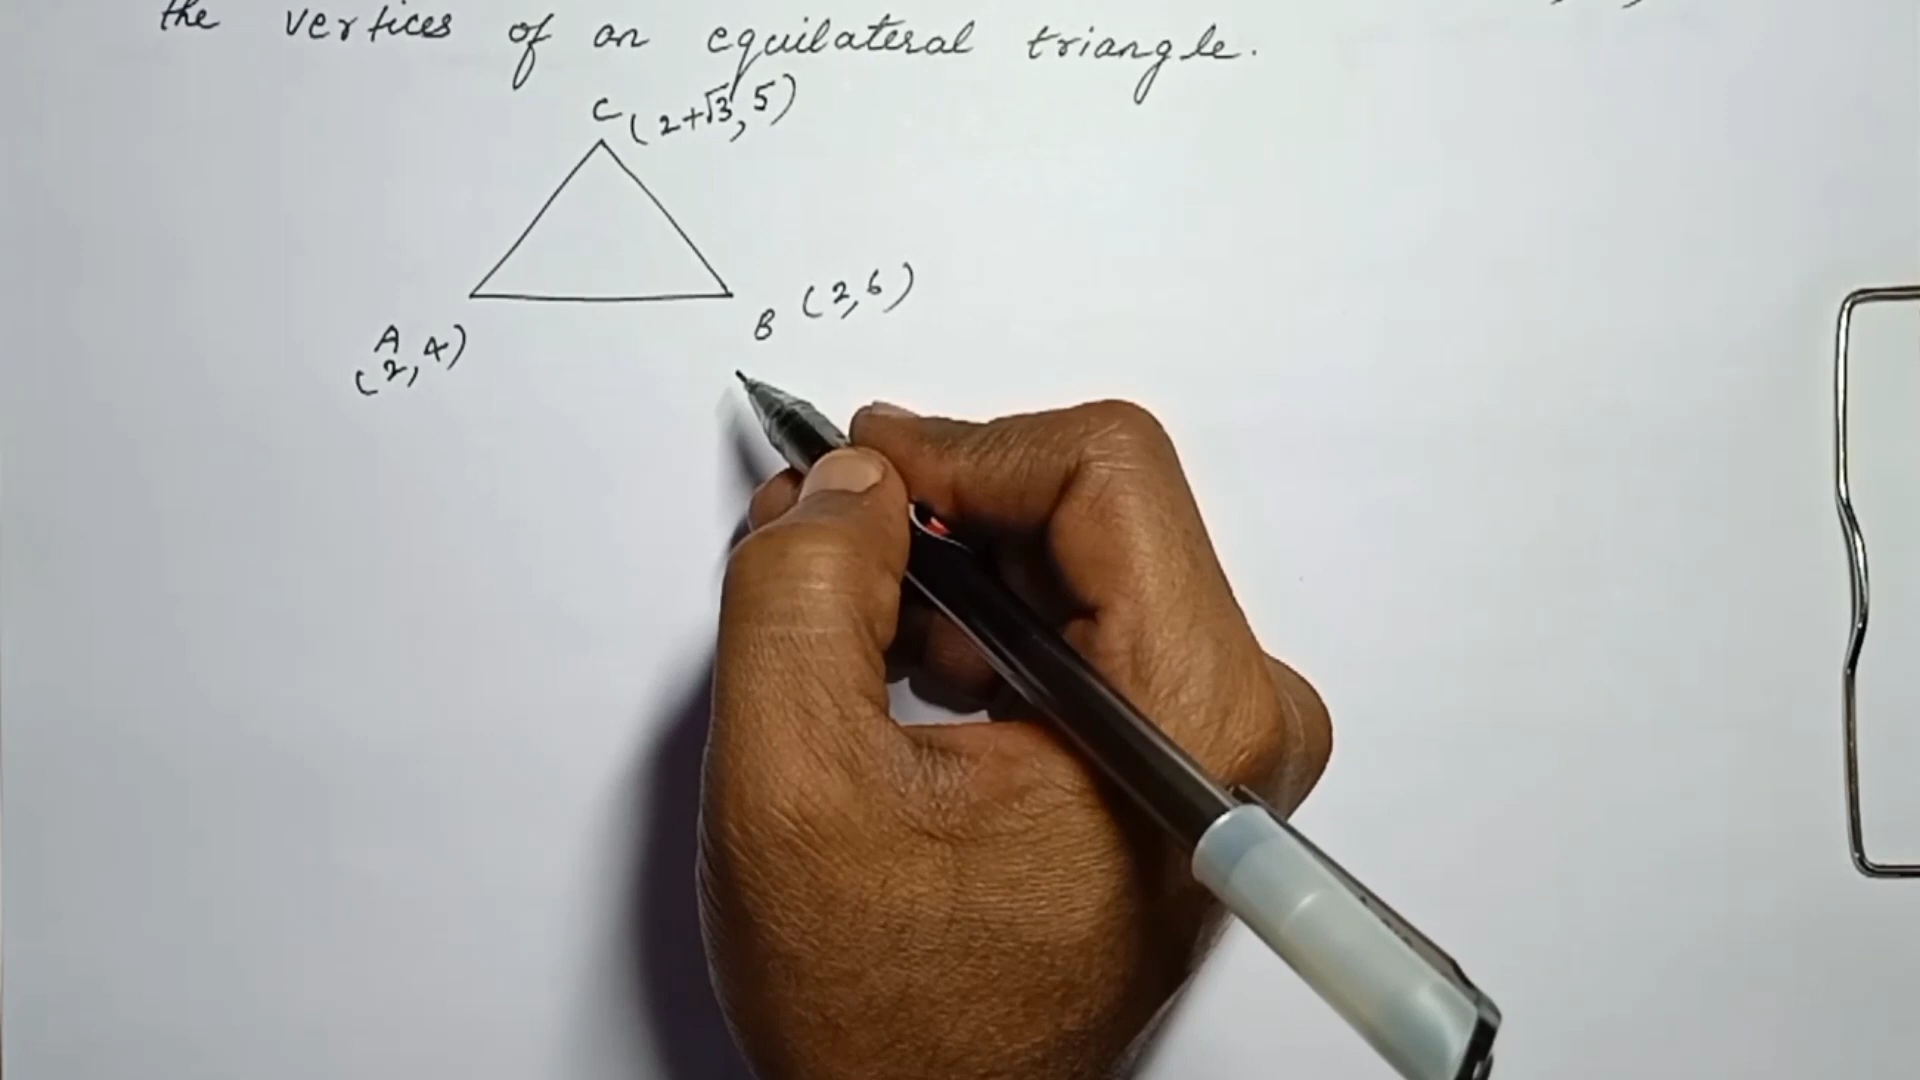 the vertices of an equilateral triangle.
C (2+√3, 5)
B (2,6)
A
(2,4)